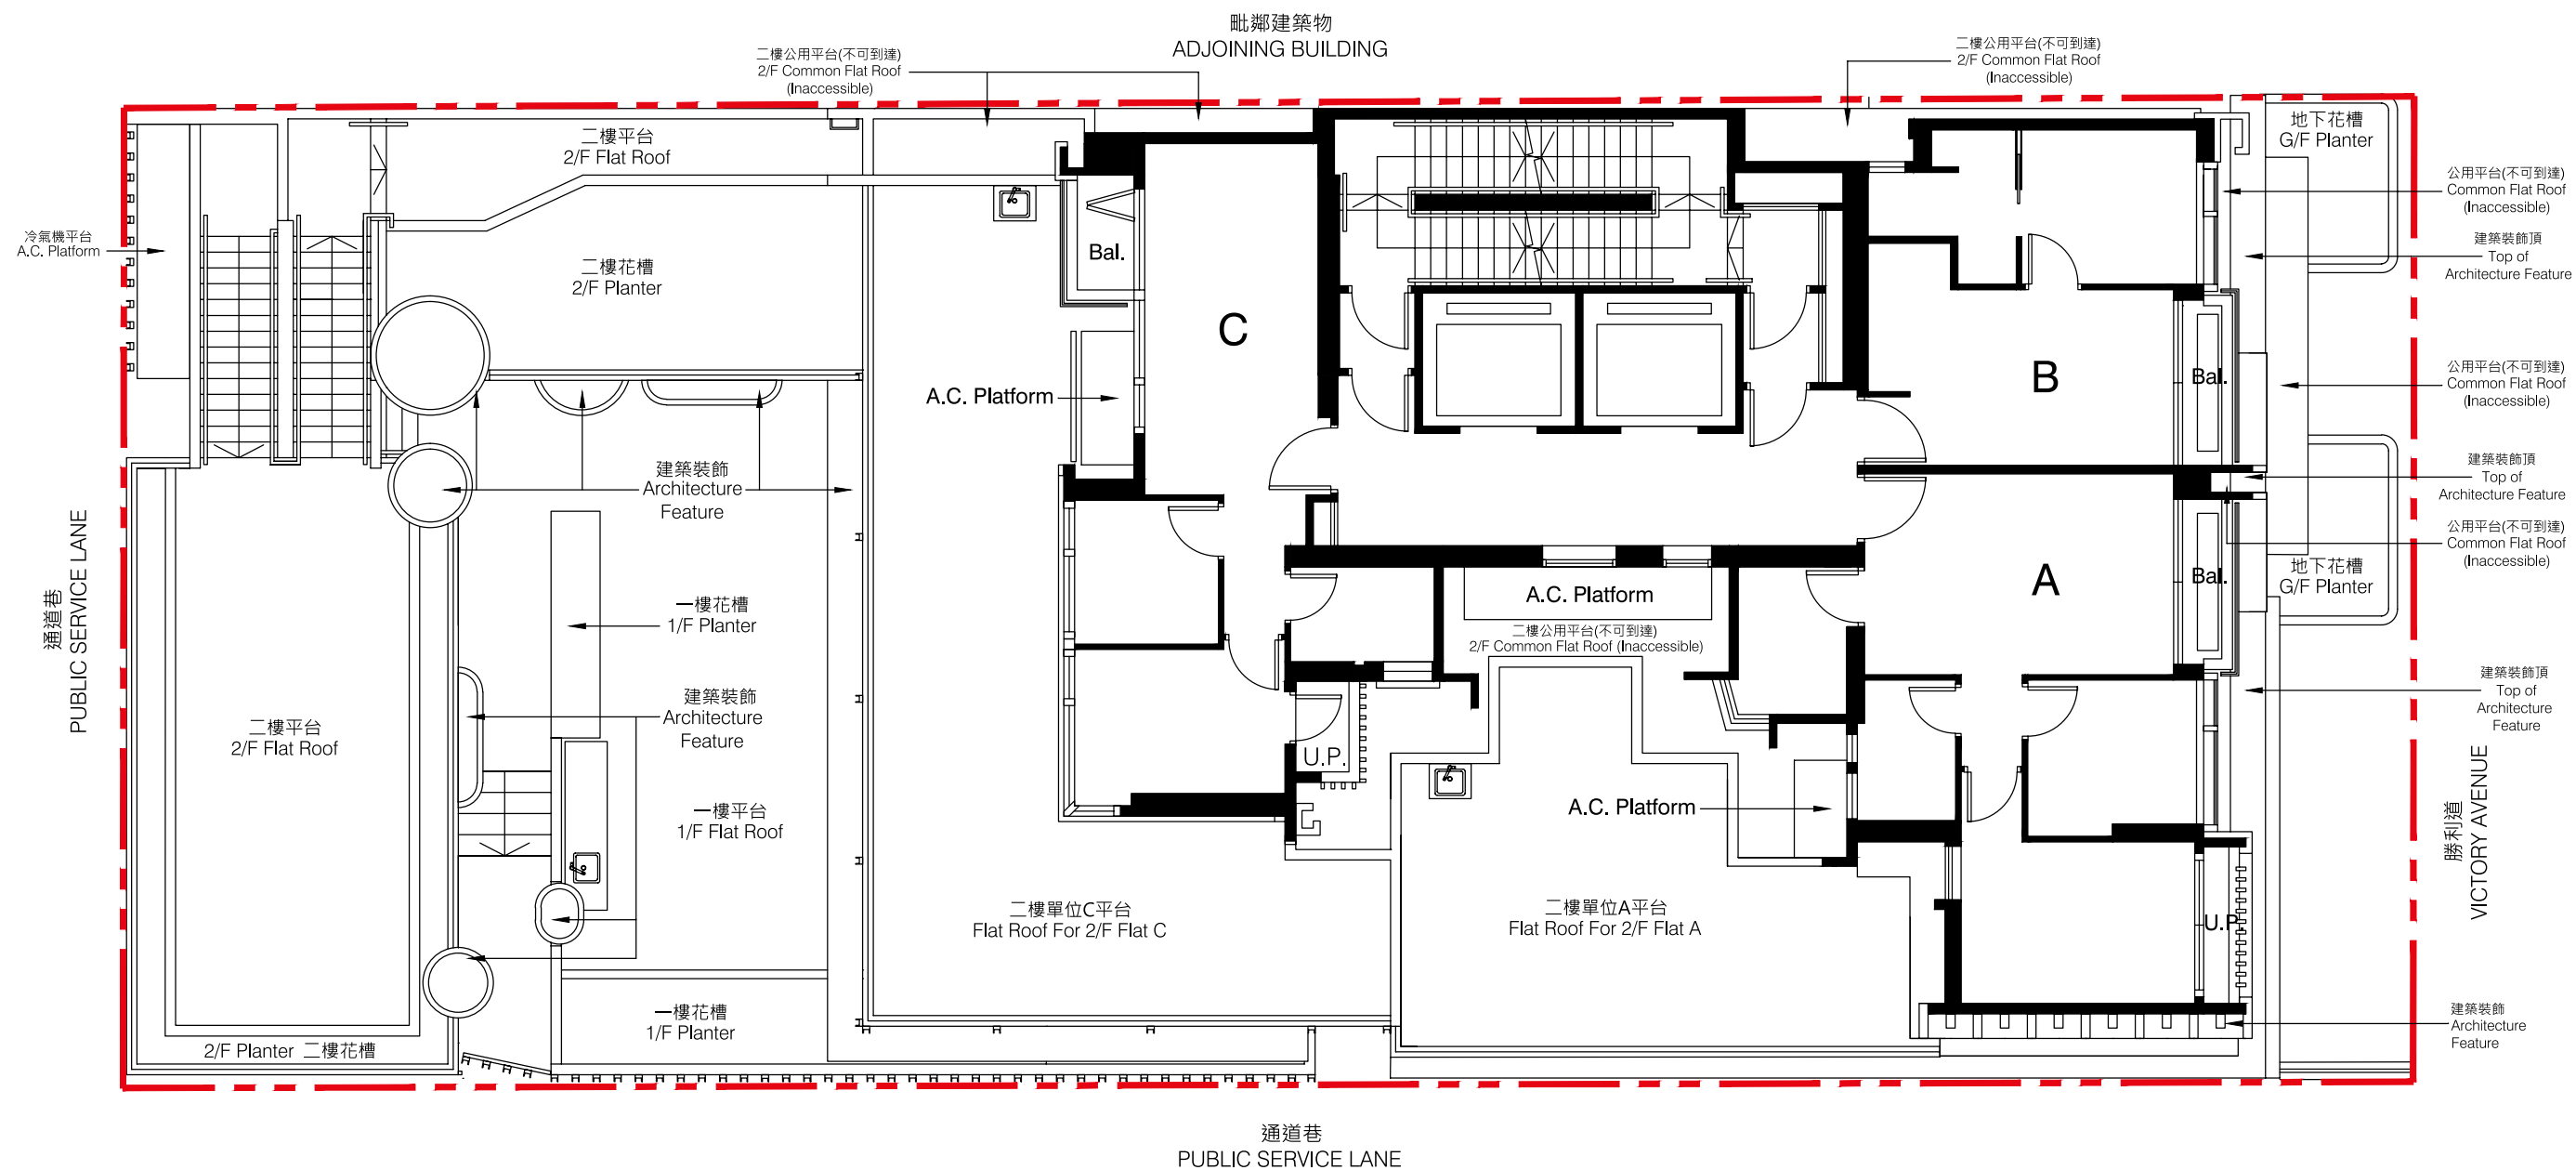 毗鄰建築物
ADJOINING BUILDING
二樓公用平台(不可到達)
2/F Common Flat Roof
(Inaccessible)
二樓公用平台(不可到達)
2/F Common Flat Roof
(Inaccessible)
二樓平台
2/F Flat Roof
地下花槽
G/F Planter
公用平台(不可到達)
Common Flat Roof
(Inaccessible)
冷氣機平台
A.C. Platform
二樓花槽
2/F Planter
Bal.
建築裝飾頂
Top of
Architecture Feature
C
B
Bal.
A.C. Platform
公用平台(不可到達)
Common Flat Roof
(Inaccessible)
建築裝飾
Architecture
Feature
建築裝飾頂
Top of
Architecture Feature
公用平台(不可到達)
Common Flat Roof
(Inaccessible)
通道巷
PUBLIC SERVICE LANE
一樓花槽
1/F Planter
A.C. Platform
二樓公用平台(不可到達)
2/F Common Flat Roof (Inaccessible)
A
Bal.
地下花槽
G/F Planter
建築裝飾
Architecture
Feature
建築裝飾頂
Top of
Architecture
Feature
二樓平台
2/F Flat Roof
U.P.
一樓平台
1/F Flat Roof
A.C. Platform
勝利道
VICTORY AVENUE
二樓單位C平台
Flat Roof For 2/F Flat C
二樓單位A平台
Flat Roof For 2/F Flat A
U.P.
一樓花槽
1/F Planter
建築裝飾
Architecture
Feature
2/F Planter 二樓花槽
通道巷
PUBLIC SERVICE LANE